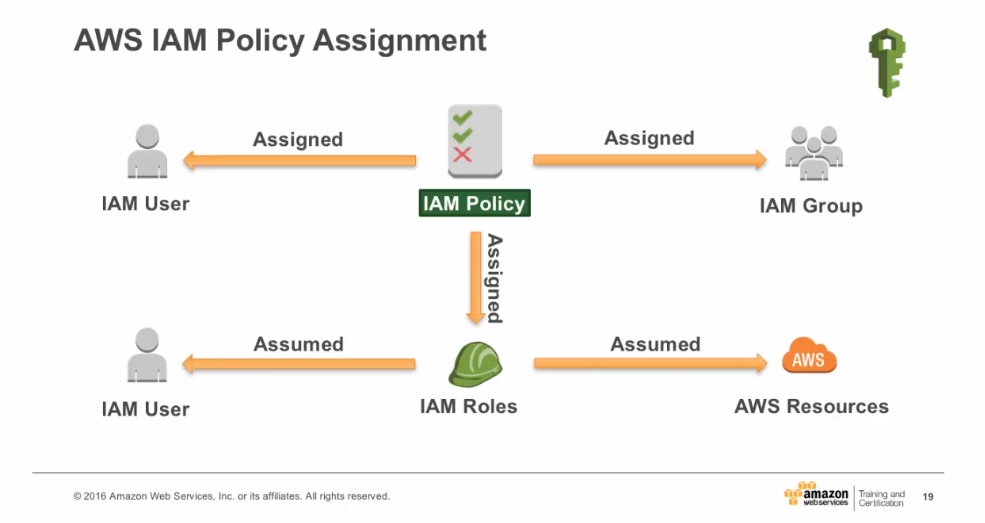 AWS IAM Policy Assignment
Assigned
Assigned
IAM User
IAM Policy
IAM Group
Assigned
Assumed
Assumed
AWS
IAM User
IAM Roles
AWS Resources
© 2016 Amazon Web Services, Inc. or its affiliates. All rights reserved.
amazon
webservices
Training and
Certification
19